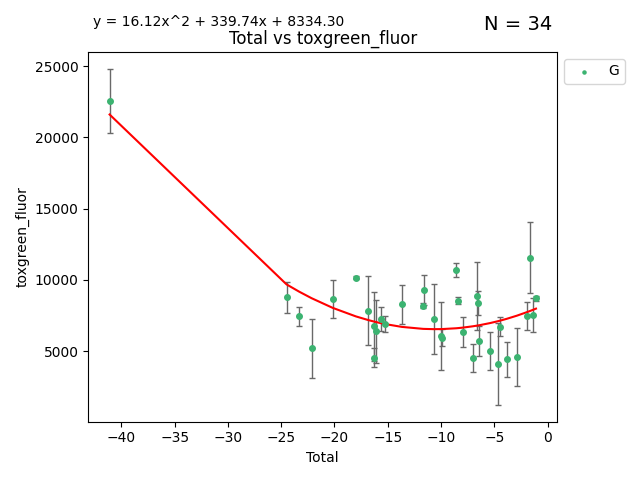 y = 16.12x^2 + 339.74x + 8334.30
N = 34
Total vs toxgreen_fluor
G
25000
20000
15000
10000
5000
toxgreen_fluor
−40 −35 −30 −25 −20 −15 −10 −5 0
Total